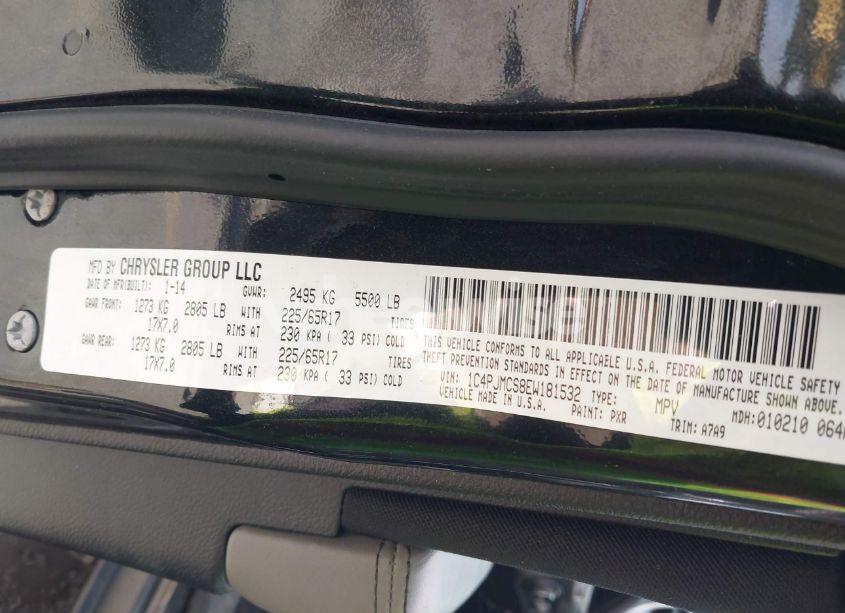 MFD BY CHRYSLER GROUP LLC
DATE OF MFR(BUILT): 1-14 GVWR: 2495 KG 5500 LB
GAWR FRONT: 1273 KG 2805 LB WITH 225/65R17 TIRES
17X7.0 RIMS AT 230 KPA ( 33 PSI) COLD
GAWR REAR: 1273 KG 2805 LB WITH 225/65R17 TIRES
17X7.0 RIMS AT 230 KPA ( 33 PSI) COLD
THIS VEHICLE CONFORMS TO ALL APPLICABLE U.S.A. FEDERAL MOTOR VEHICLE SAFETY
THEFT PREVENTION STANDARDS IN EFFECT ON THE DATE OF MANUFACTURE SHOWN ABOVE.
VIN: 1C4PJMCS8EW181532 TYPE: MPV MDH:010210
VEHICLE MADE IN U.S.A. PAINT: PXR TRIM: A7A9